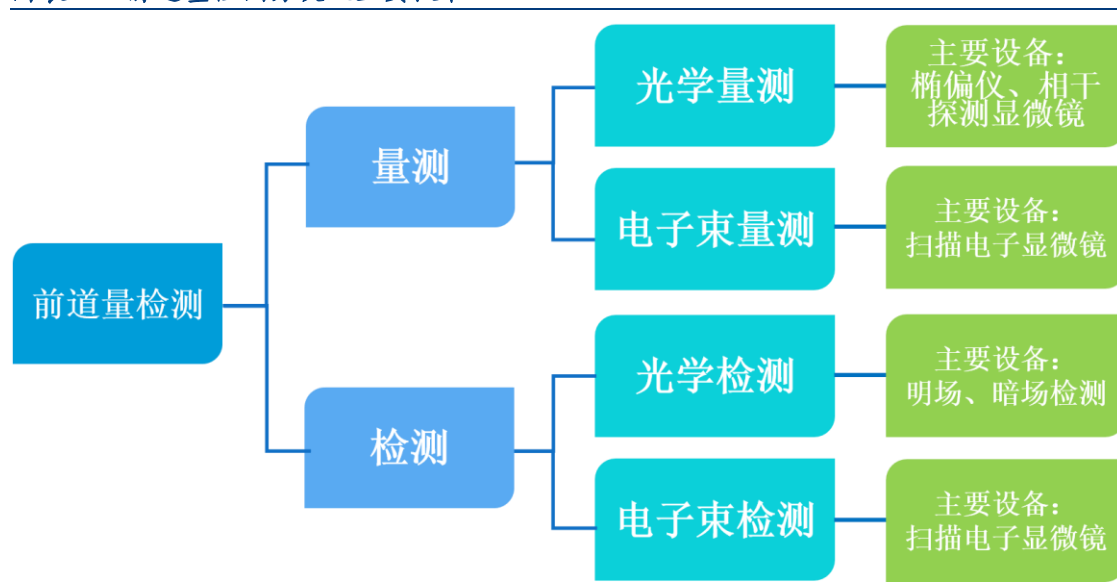 前道量检测
量测
检测
光学量测
电子束量测
光学检测
电子束检测
主要设备：
椭偏仪、相干
探测显微镜
主要设备：
扫描电子显微镜
主要设备：
明场、暗场检测
主要设备：
扫描电子显微镜